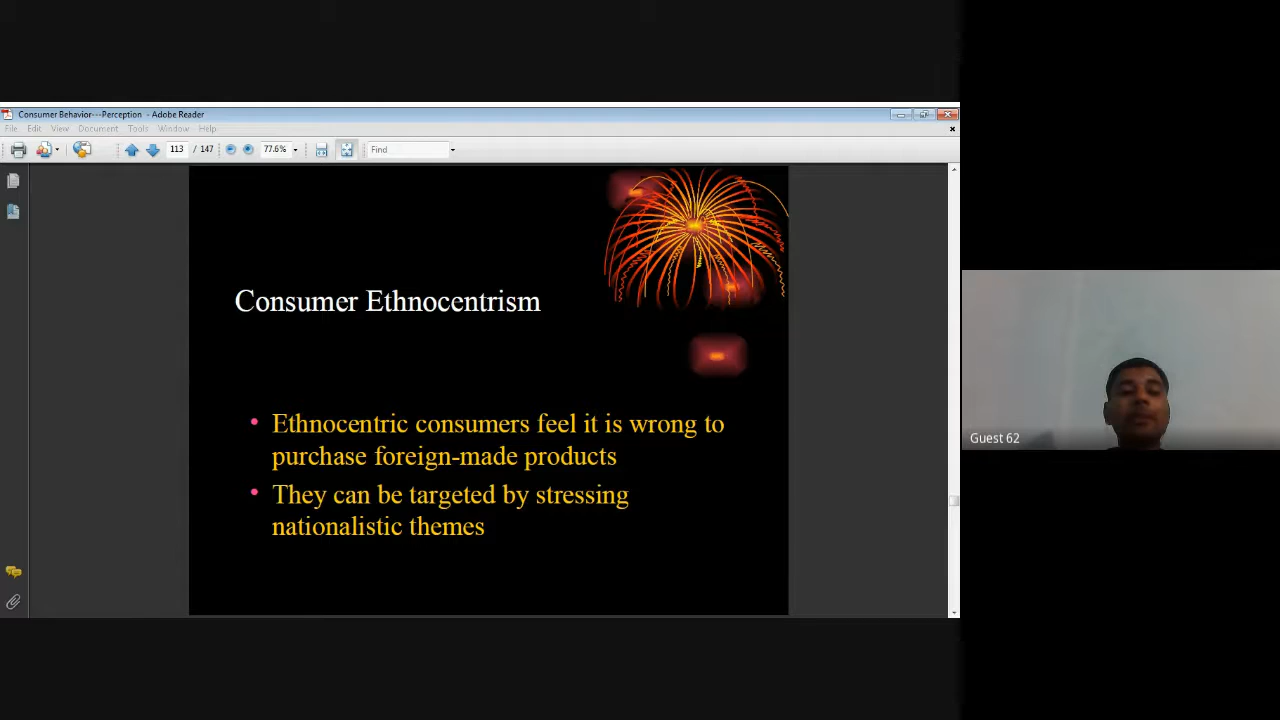 Consumer Behavior---Perception - Adobe Reader
File Edit View Document Tools Window Help
113 / 147 77.6% Find
Consumer Ethnocentrism
• Ethnocentric consumers feel it is wrong to
purchase foreign-made products
• They can be targeted by stressing
nationalistic themes
Guest 62